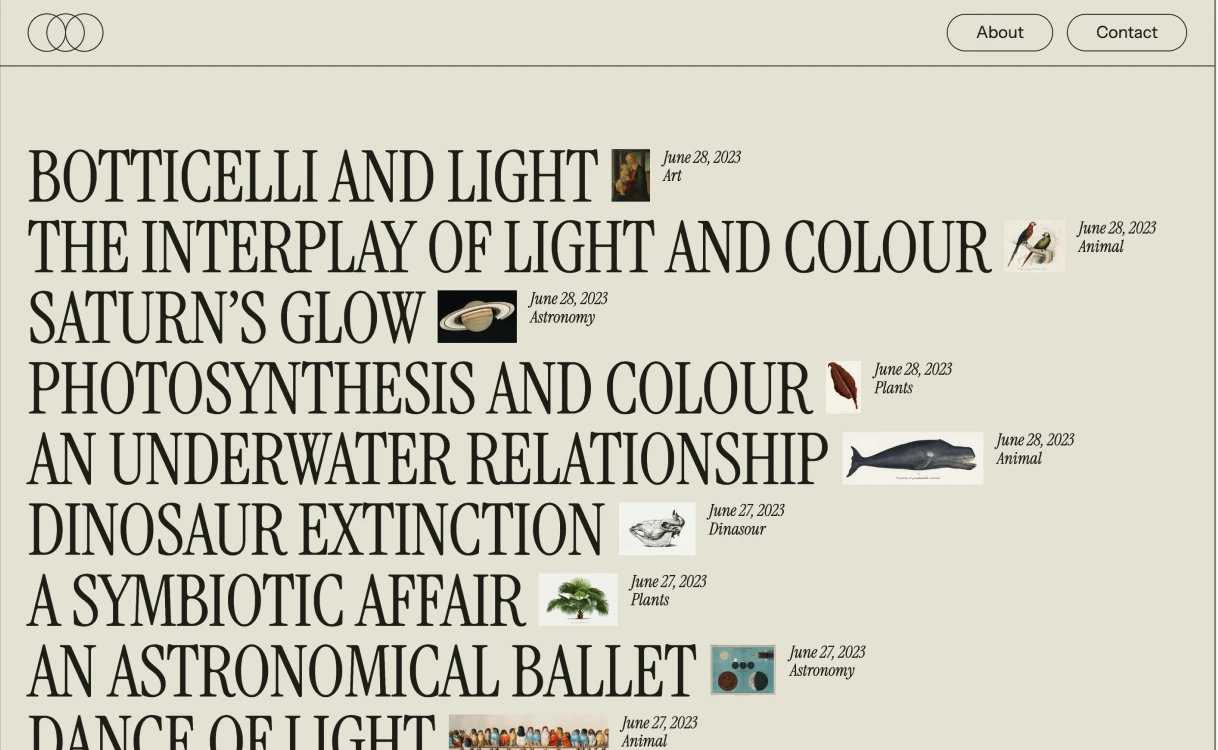 About
Contact
BOTTICELLI AND LIGHT
June 28, 2023
Art
THE INTERPLAY OF LIGHT AND COLOUR
June 28, 2023
Animal
SATURN’S GLOW
June 28, 2023
Astronomy
PHOTOSYNTHESIS AND COLOUR
June 28, 2023
Plants
AN UNDERWATER RELATIONSHIP
June 28, 2023
Animal
DINOSAUR EXTINCTION
June 27, 2023
Dinasour
A SYMBIOTIC AFFAIR
June 27, 2023
Plants
AN ASTRONOMICAL BALLET
June 27, 2023
Astronomy
DANCE OF LIGHT
June 27, 2023
Animal